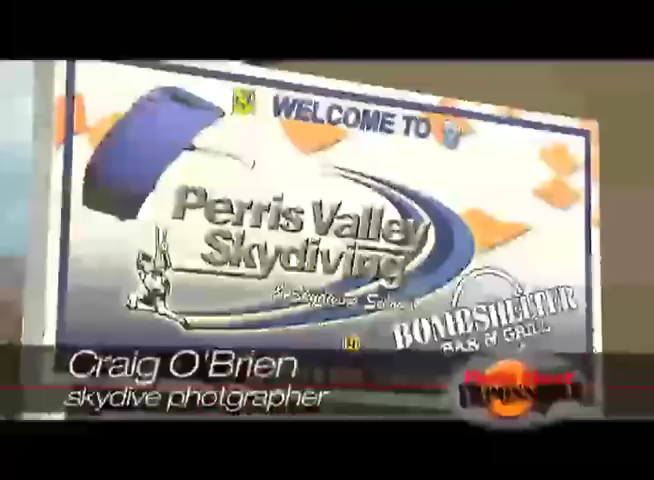 WELCOME TO
Perris Valley
Skydiving
BOMBSHELTER
BAR N GRILL
Craig O'Brien
skydive photgrapher